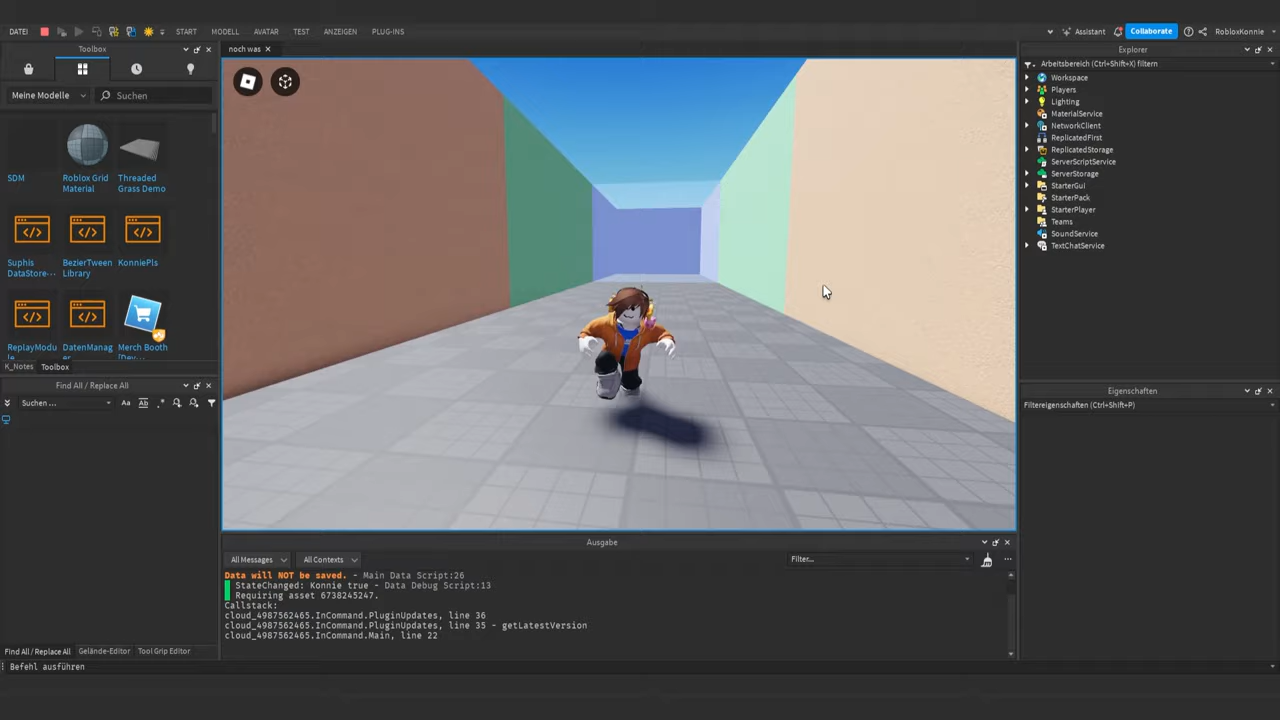 DATEI
START
MODELL
AVATAR
TEST
ANZEIGEN
PLUG-INS
Assistant
Collaborate
RobloxKonnie
Toolbox
noch was
Explorer
Arbeitsbereich (Ctrl+Shift+X) filtern
Meine Modelle
Suchen
SDM
Roblox Grid
Material
Threaded
Grass Demo
Suphis
DataStore...
BezierTween
Library
KonniePls
ReplayModu
le
DatenManag
er
Merch Booth
[Dev
K_Notes
Toolbox
Workspace
Players
Lighting
MaterialService
NetworkClient
ReplicatedFirst
ReplicatedStorage
ServerScriptService
ServerStorage
StarterGui
StarterPack
StarterPlayer
Teams
SoundService
TextChatService
Find All / Replace All
Suchen ...
Aa
Ab
.*
Eigenschaften
Filtereigenschaften (Ctrl+Shift+P)
Ausgabe
All Messages
All Contexts
Filter...
Data will NOT be saved. - Main Data Script:26
StateChanged: Konnie true - Data Debug Script:13
Requiring asset 6738245247.
Callstack:
cloud_4987562465.InCommand.PluginUpdates, line 36
cloud_4987562465.InCommand.PluginUpdates, line 35 - getLatestVersion
cloud_4987562465.InCommand.Main, line 22
Find All / Replace All
Gelände-Editor
Tool Grip Editor
Befehl ausführen